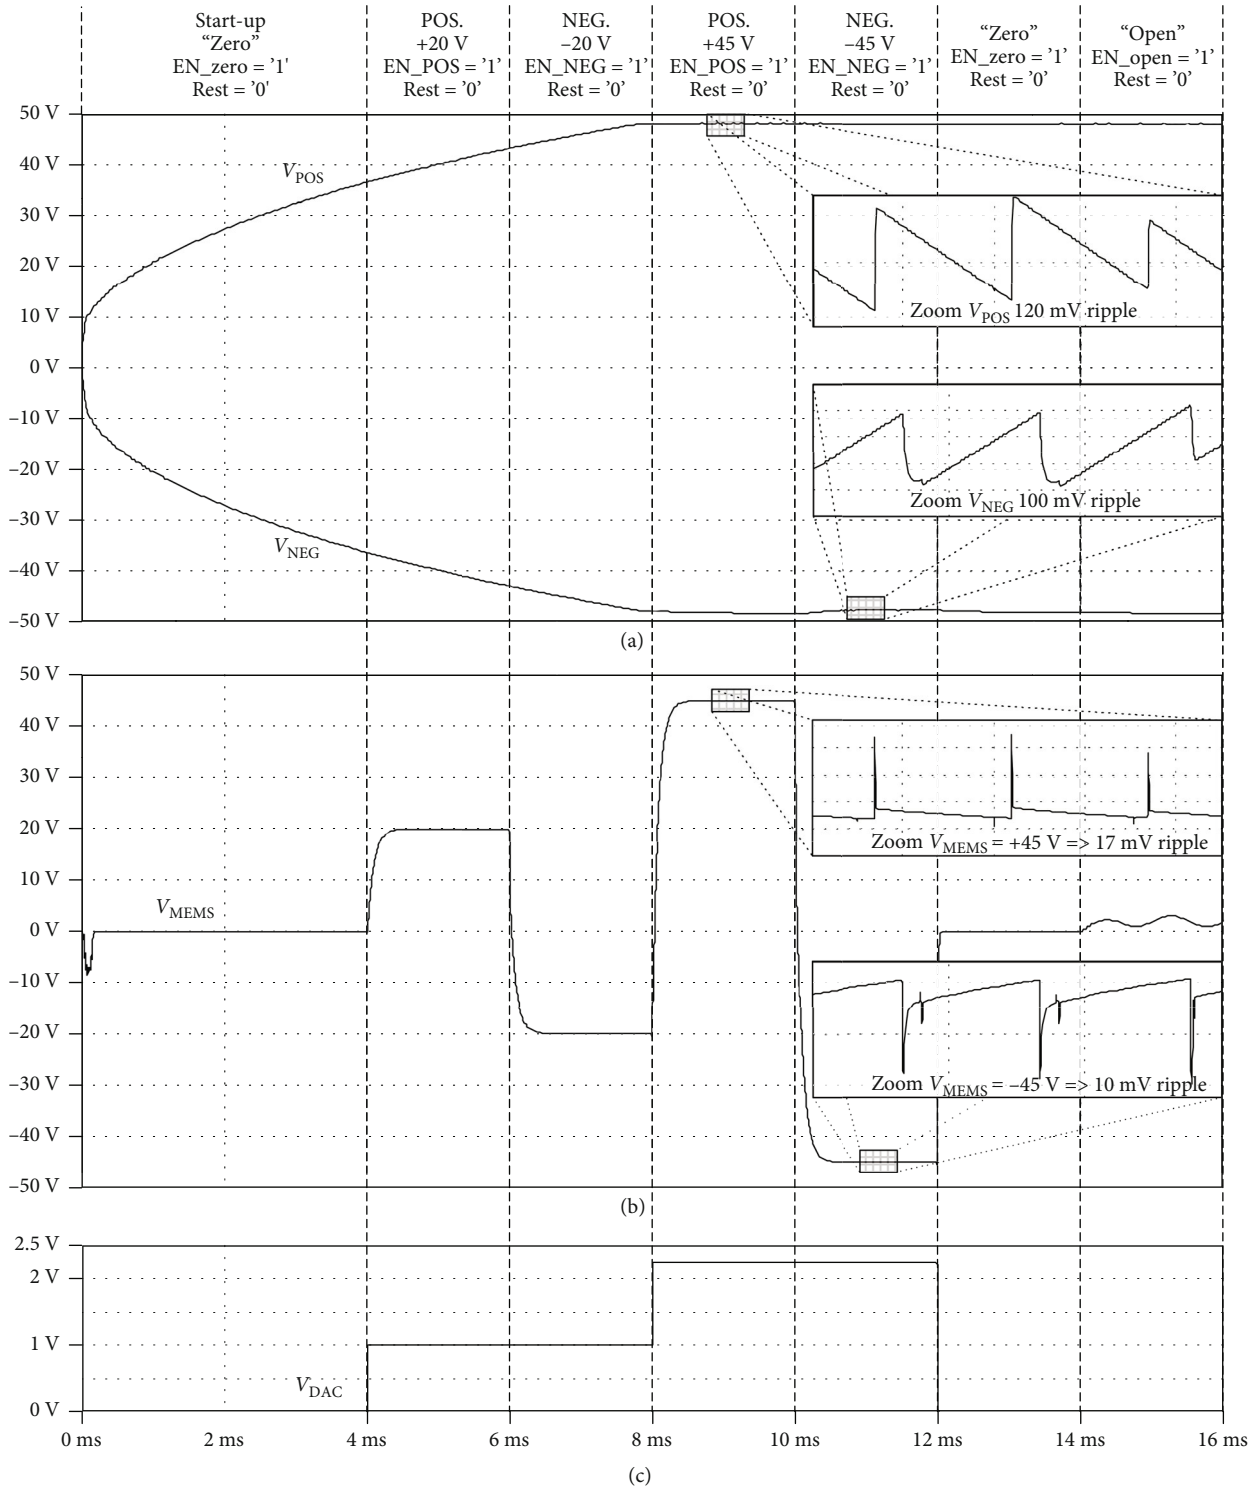 Start-up
“Zero”
EN_zero = '1'
Rest = '0'
POS.
+20 V
EN_POS = '1'
Rest = '0'
NEG.
–20 V
EN_NEG = '1'
Rest = '0'
POS.
+45 V
EN_POS = '1'
Rest = '0'
NEG.
–45 V
EN_NEG = '1'
Rest = '0'
“Zero”
EN_zero = '1'
Rest = '0'
“Open”
EN_open = '1'
Rest = '0'
50 V
40 V
30 V
20 V
10 V
0 V
–10 V
–20 V
–30 V
–40 V
–50 V
VPOS
VNEG
Zoom VPOS 120 mV ripple
Zoom VNEG 100 mV ripple
(a)
50 V
40 V
30 V
20 V
10 V
0 V
–10 V
–20 V
–30 V
–40 V
–50 V
VMEMS
Zoom VMEMS = +45 V => 17 mV ripple
Zoom VMEMS = –45 V => 10 mV ripple
(b)
2.5 V
2 V
1 V
0 V
VDAC
0 ms
2 ms
4 ms
6 ms
8 ms
10 ms
12 ms
14 ms
16 ms
(c)